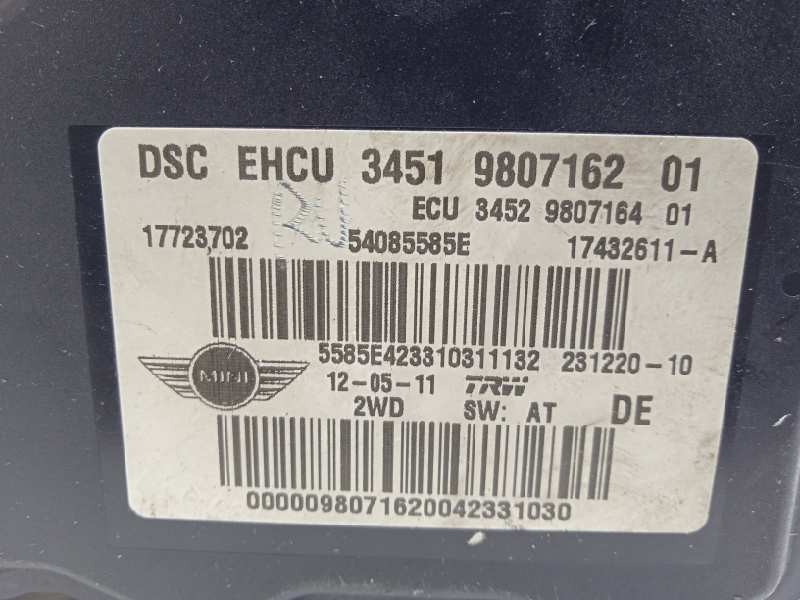 DSC EHCU 3451 9807162 01
ECU 3452 9807164 01
17723702 54085585E 17432611-A
5585E423310311132 231220-10
MINI
12-05-11 TRW
2WD SW: AT DE
0000098071620042331030